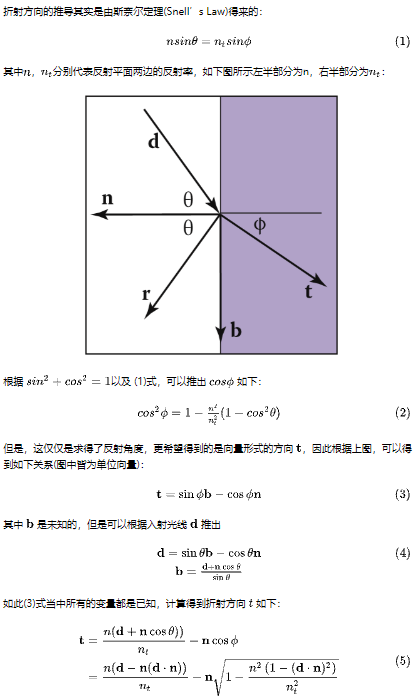 折射方向的推导其实是由斯奈尔定理(Snell's Law)得来的：
nsinθ = n_t sinϕ (1)
其中n，n_t分别代表反射平面两边的反射率，如下图所示左半部分为n，右半部分为n_t：
d
n θ
θ ϕ
r t
b
根据 sin² + cos² = 1以及 (1)式，可以推出 cosϕ 如下：
cos²ϕ = 1 − n²/n_t² (1 − cos²θ) (2)
但是，这仅仅是求得了反射角度，更希望得到的是向量形式的方向 t，因此根据上图，可以得
到如下关系(图中皆为单位向量)：
t = sin ϕb − cos ϕn (3)
其中 b 是未知的，但是可以根据入射光线 d 推出
d = sin θb − cos θn (4)
b = (d+n cos θ)/(sin θ)
如此(3)式当中所有的变量都是已知，计算得到折射方向 t 如下：
t = n(d + n cos θ))/n_t − n cos ϕ
= n(d − n(d · n))/n_t − n√(1 − n² (1 − (d · n)²)/n_t²) (5)